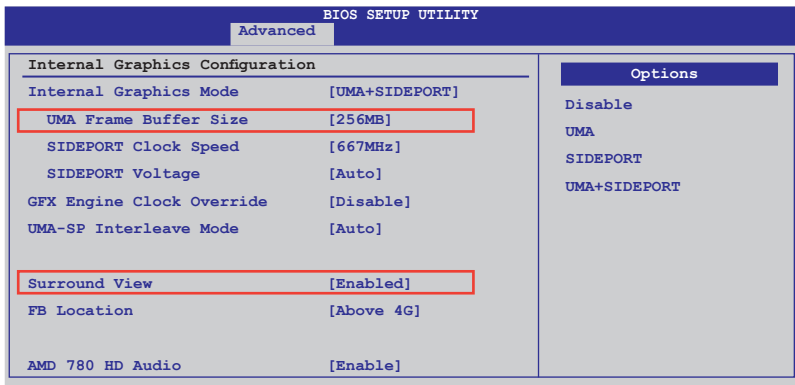 BIOS SETUP UTILITY
Advanced
Internal Graphics Configuration
Internal Graphics Mode [UMA+SIDEPORT]
UMA Frame Buffer Size [256MB]
SIDEPORT Clock Speed [667MHz]
SIDEPORT Voltage [Auto]
GFX Engine Clock Override [Disable]
UMA-SP Interleave Mode [Auto]
Surround View [Enabled]
FB Location [Above 4G]
AMD 780 HD Audio [Enable]
Options
Disable
UMA
SIDEPORT
UMA+SIDEPORT